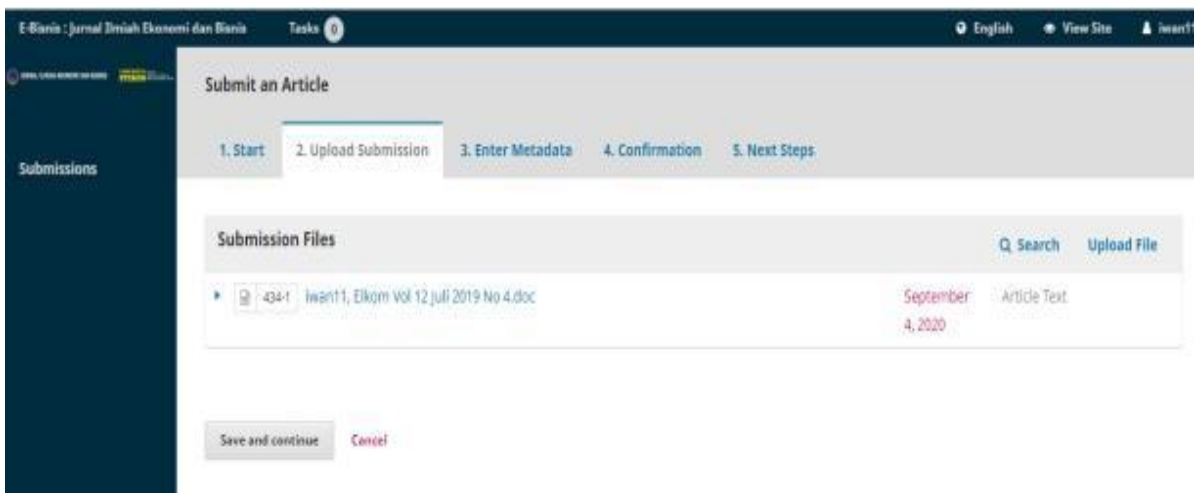 E-Bisnis : Jurnal Ilmiah Ekonomi dan Bisnis Tasks 0 English View Site iwan11
Submit an Article
1. Start 2. Upload Submission 3. Enter Metadata 4. Confirmation 5. Next Steps
Submissions
Submission Files Search Upload File
434-1 iwan11, Elkom Vol 12 juli 2019 No 4.doc September 4, 2020 Article Text
Save and continue Cancel